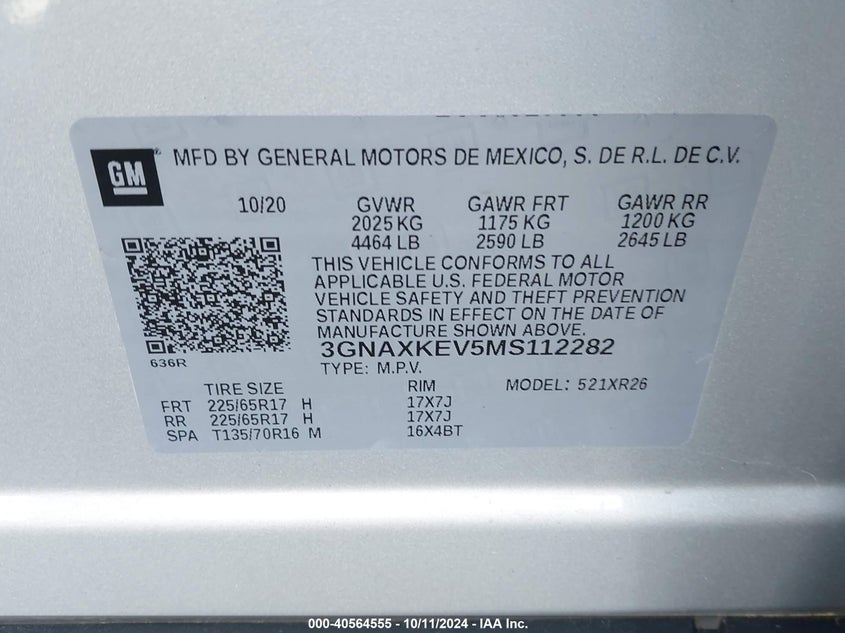 GM
MFD BY GENERAL MOTORS DE MEXICO, S. DE R.L. DE C.V.
10/20 GVWR GAWR FRT GAWR RR
2025 KG 1175 KG 1200 KG
4464 LB 2590 LB 2645 LB
THIS VEHICLE CONFORMS TO ALL
APPLICABLE U.S. FEDERAL MOTOR
VEHICLE SAFETY AND THEFT PREVENTION
STANDARDS IN EFFECT ON THE DATE OF
MANUFACTURE SHOWN ABOVE.
636R
3GNAXKEV5MS112282
TYPE: M.P.V.
TIRE SIZE RIM MODEL: 521XR26
FRT 225/65R17 H 17X7J
RR 225/65R17 H 17X7J
SPA T135/70R16 M 16X4BT
000-40564555 - 10/11/2024 - IAA Inc.